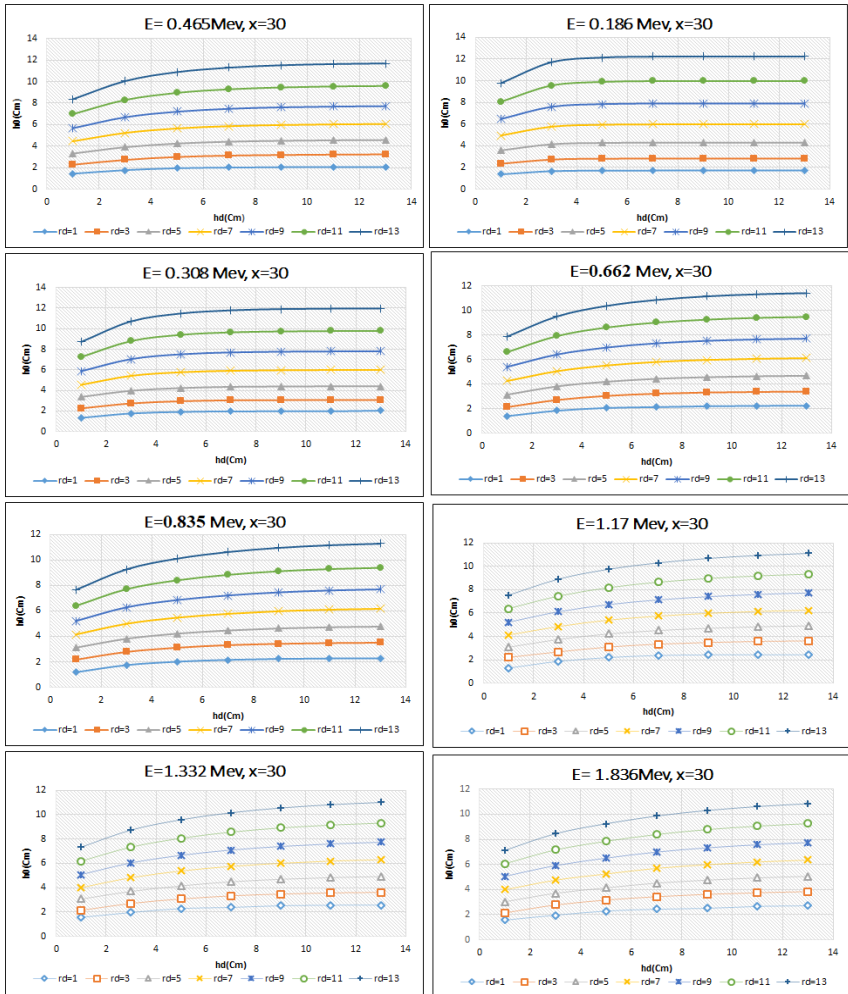 E= 0.465Mev, x=30
h0(Cm)
12
10
8
6
4
2
0
0 2 4 6 8 10 12 14
hd(Cm)
rd=1 rd=3 rd=5 rd=7 rd=9 rd=11 rd=13
E= 0.186 Mev, x=30
h0(Cm)
14
12
10
8
6
4
2
0
0 2 4 6 8 10 12 14
hd(Cm)
rd=1 rd=3 rd=5 rd=7 rd=9 rd=11 rd=13
E= 0.308 Mev, x=30
h0(Cm)
14
12
10
8
6
4
2
0
0 2 4 6 8 10 12 14
hd(Cm)
rd=1 rd=3 rd=5 rd=7 rd=9 rd=11 rd=13
E=0.662 Mev, x=30
h0(Cm)
12
10
8
6
4
2
0
0 2 4 6 8 10 12 14
hd(Cm)
rd=1 rd=3 rd=5 rd=7 rd=9 rd=11 rd=13
E=0.835 Mev, x=30
h0(Cm)
12
10
8
6
4
2
0
0 2 4 6 8 10 12 14
hd(Cm)
rd=1 rd=3 rd=5 rd=7 rd=9 rd=11 rd=13
E=1.17 Mev, x=30
h0(Cm)
12
10
8
6
4
2
0
0 2 4 6 8 10 12 14
hd(Cm)
rd=1 rd=3 rd=5 rd=7 rd=9 rd=11 rd=13
E=1.332 Mev, x=30
h0(Cm)
12
10
8
6
4
2
0
0 2 4 6 8 10 12 14
hd(Cm)
rd=1 rd=3 rd=5 rd=7 rd=9 rd=11 rd=13
E= 1.836Mev, x=30
h0(Cm)
12
10
8
6
4
2
0
0 2 4 6 8 10 12 14
hd(Cm)
rd=1 rd=3 rd=5 rd=7 rd=9 rd=11 rd=13